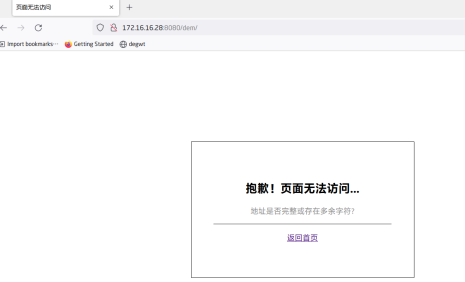 页面无法访问
172.16.16.28:8080/dem/
Import bookmarks… Getting Started degwt
抱歉！页面无法访问...
地址是否完整或存在多余字符？
返回首页